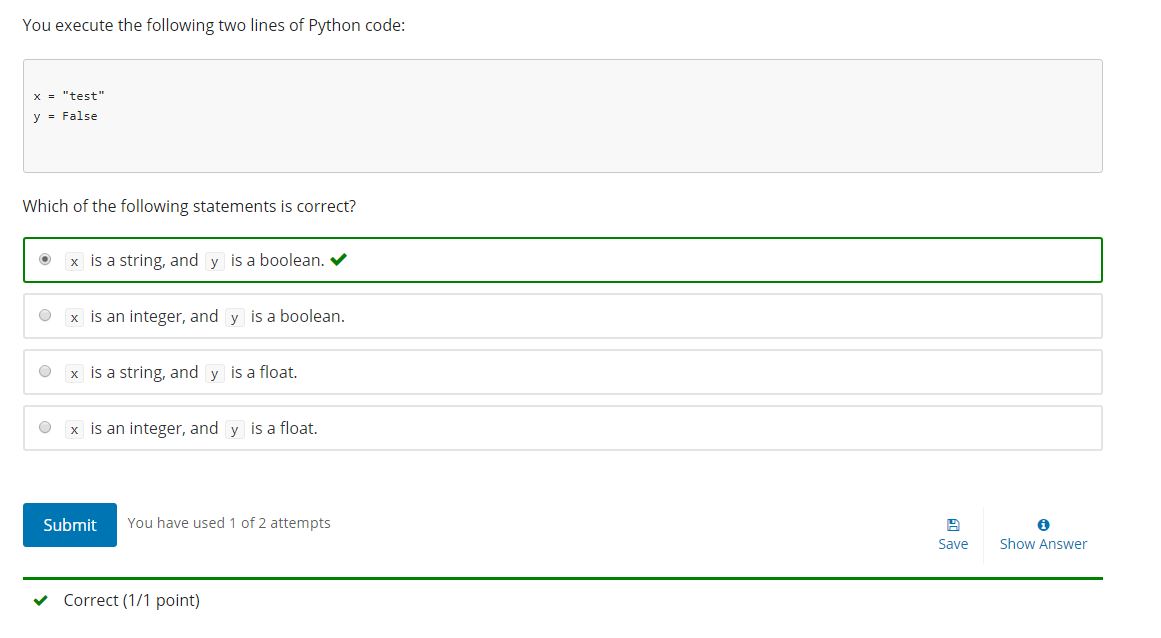 You execute the following two lines of Python code:
x = "test"
y = False
Which of the following statements is correct?
x is a string, and y is a boolean.
x is an integer, and y is a boolean.
x is a string, and y is a float.
x is an integer, and y is a float.
Submit You have used 1 of 2 attempts
Save Show Answer
Correct (1/1 point)